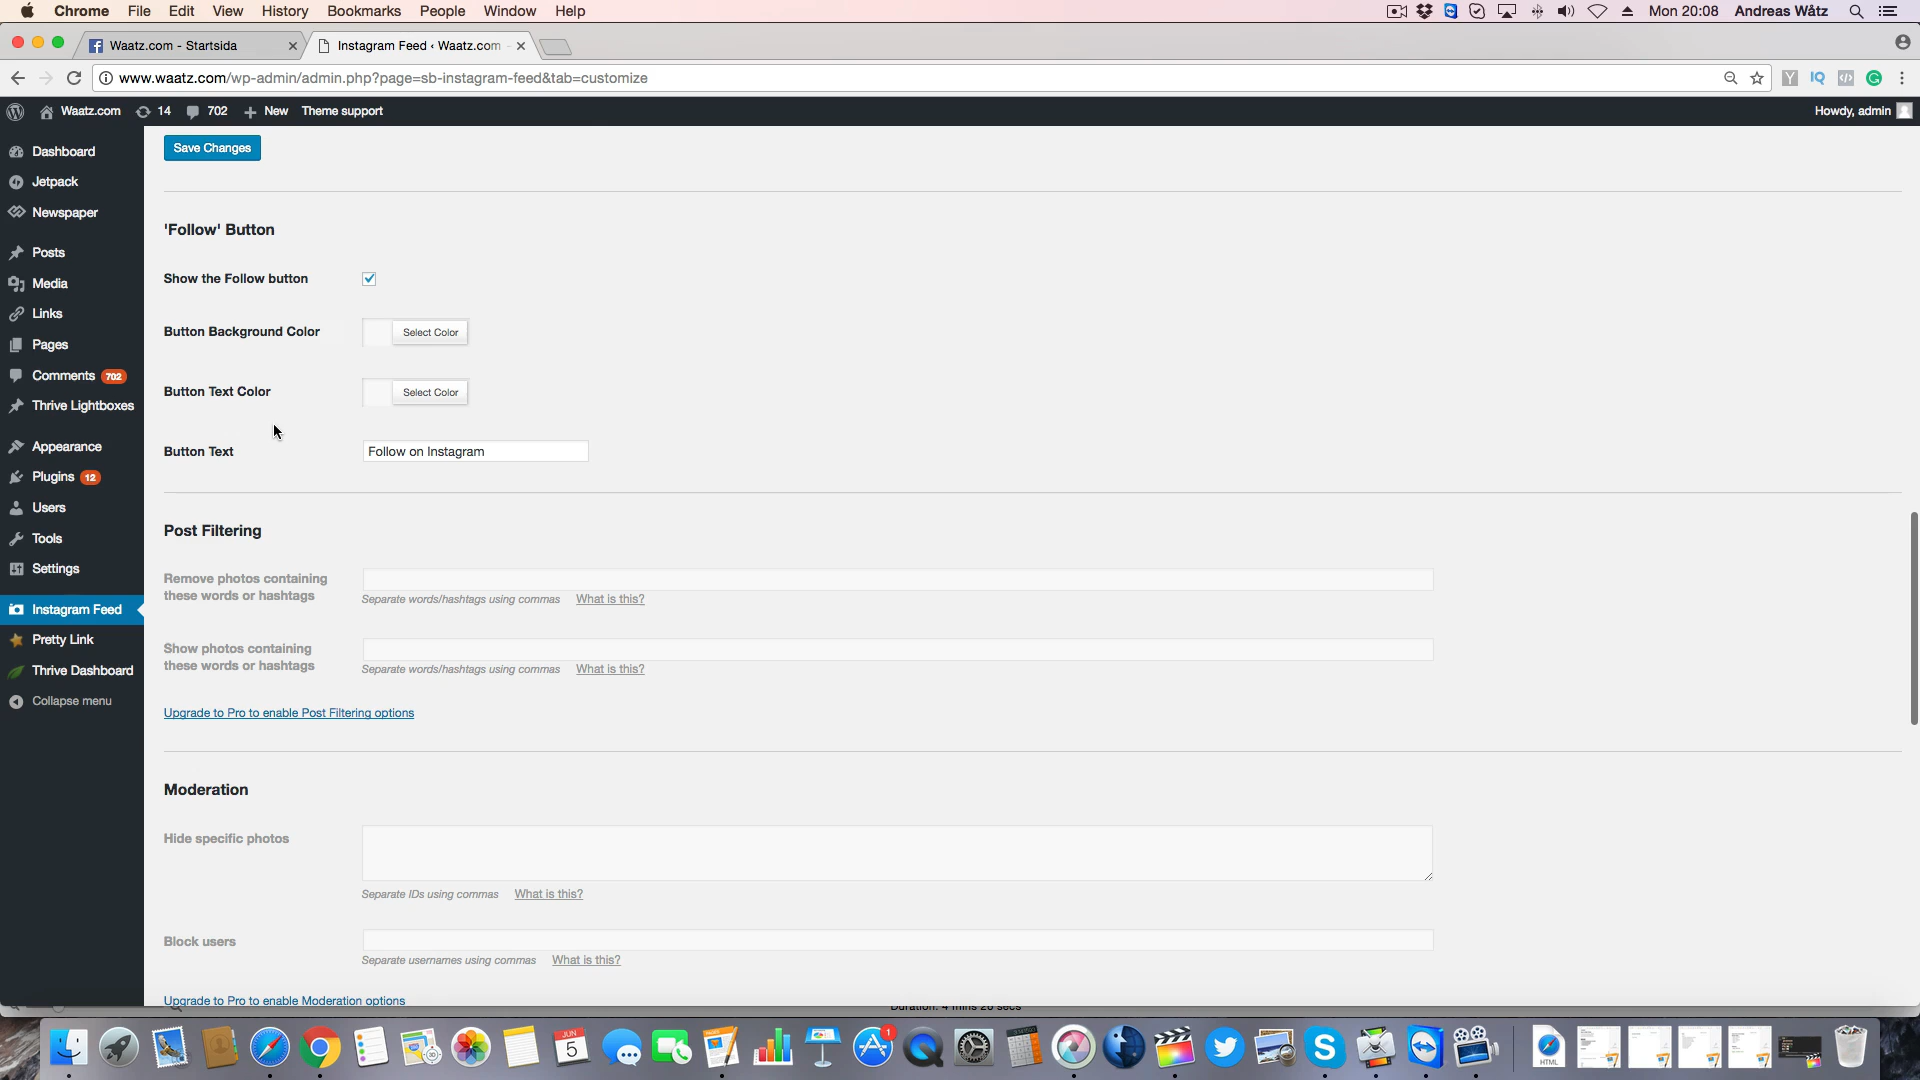 Chrome File Edit View History Bookmarks People Window Help Mon 20:08 Andreas Wåtz
Waatz.com - Startsida Instagram Feed ‹ Waatz.com
www.waatz.com/wp-admin/admin.php?page=sb-instagram-feed&tab=customize
Waatz.com 14 702 New Theme support Howdy, admin
Dashboard
Jetpack
Newspaper
Posts
Media
Links
Pages
Comments 702
Thrive Lightboxes
Appearance
Plugins 12
Users
Tools
Settings
Instagram Feed
Pretty Link
Thrive Dashboard
Collapse menu
Save Changes
'Follow' Button
Show the Follow button
Button Background Color Select Color
Button Text Color Select Color
Button Text Follow on Instagram
Post Filtering
Remove photos containing
these words or hashtags
Separate words/hashtags using commas What is this?
Show photos containing
these words or hashtags
Separate words/hashtags using commas What is this?
Upgrade to Pro to enable Post Filtering options
Moderation
Hide specific photos
Separate IDs using commas What is this?
Block users
Separate usernames using commas What is this?
Upgrade to Pro to enable Moderation options
JUN
5
30
1
HTML